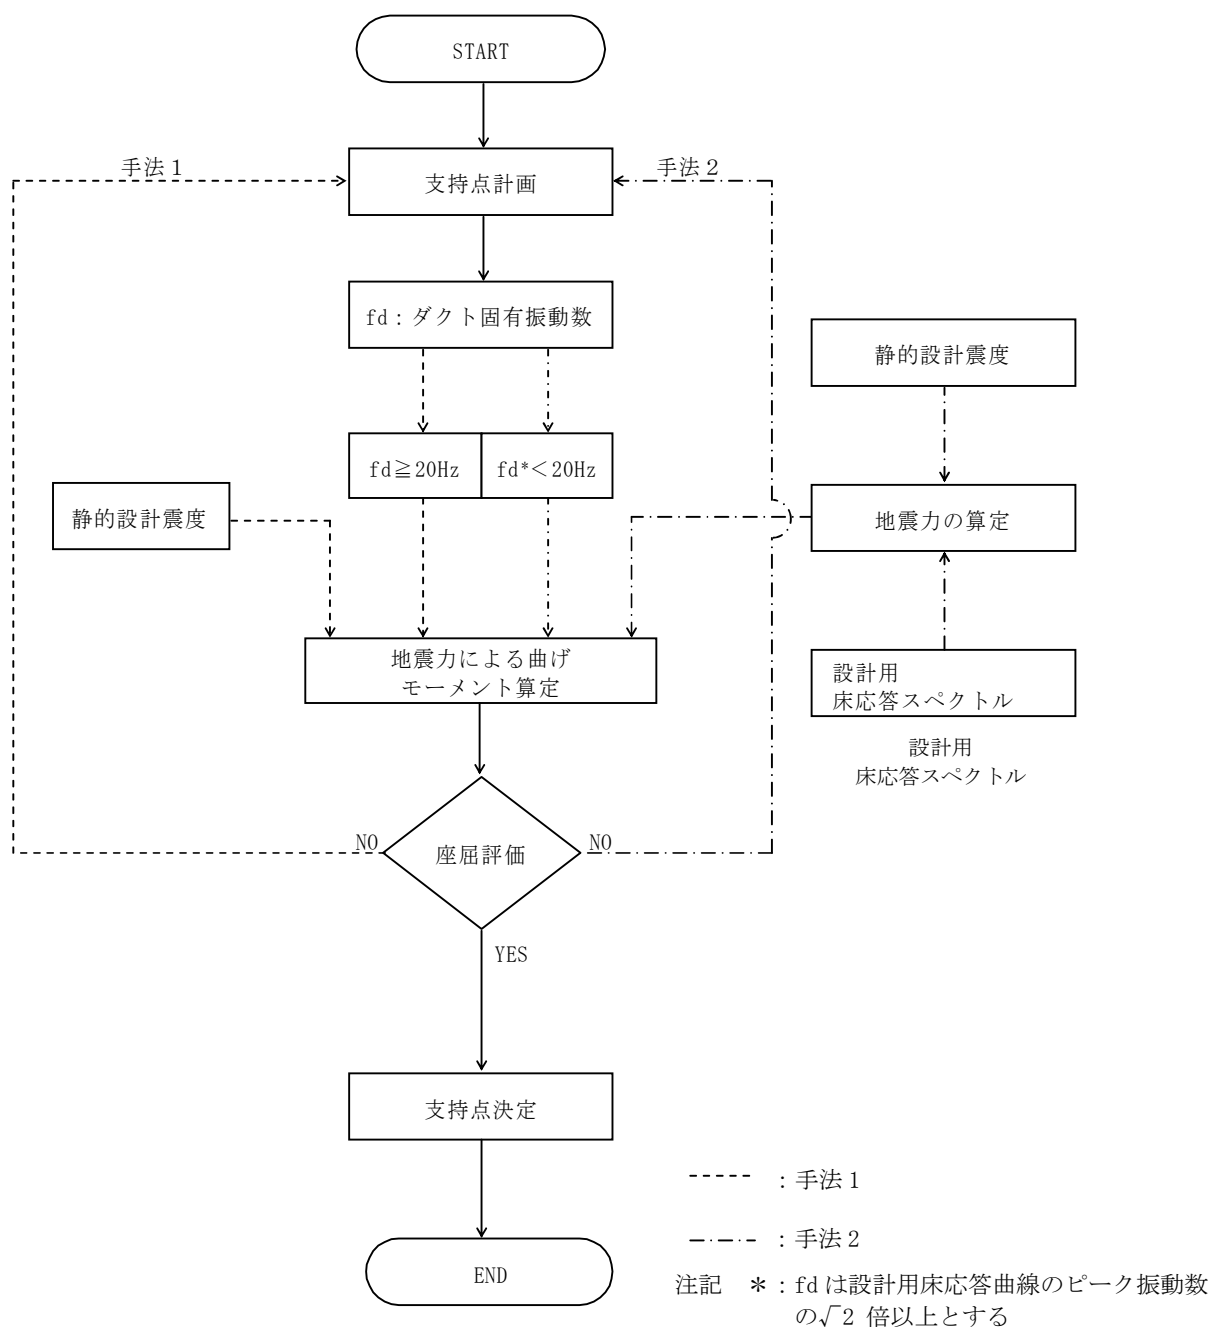 START
手法1
手法2
支持点計画
fd：ダクト固有振動数
静的設計震度
fd≧20Hz
fd*＜20Hz
静的設計震度
地震力の算定
地震力による曲げ
モーメント算定
設計用
床応答スペクトル
設計用
床応答スペクトル
NO
座屈評価
NO
YES
支持点決定
：手法1
：手法2
END
注記　＊：fdは設計用床応答曲線のピーク振動数
の√2 倍以上とする